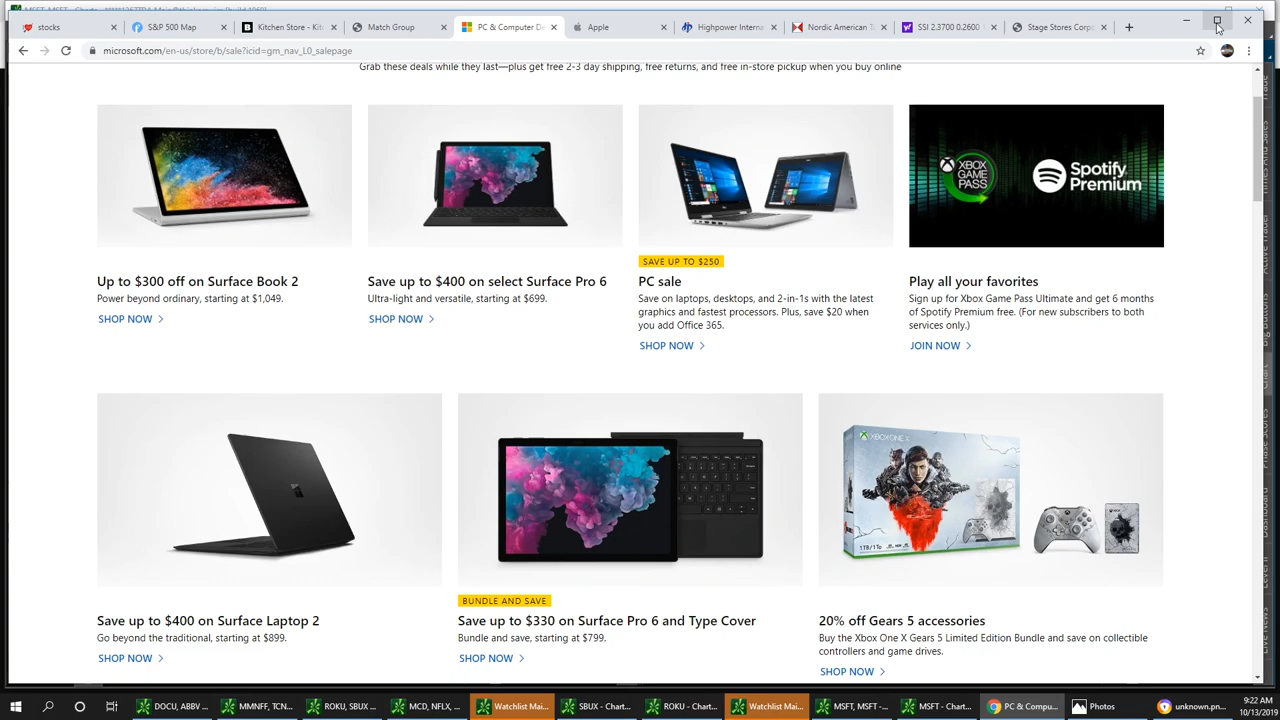 stocks
S&P 500 Map
Kitchen Store - Kit
Match Group
PC & Computer De
Apple
Highpower Interna
Nordic American T
SSI 2.3700 0.2600
Stage Stores Corpo
microsoft.com/en-us/store/b/sale?icid=gm_nav_L0_salepage
Grab these deals while they last—plus get free 2-3 day shipping, free returns, and free in-store pickup when you buy online
XBOX
GAME
PASS
Spotify
Premium
Up to $300 off on Surface Book 2
Power beyond ordinary, starting at $1,049.
SHOP NOW
Save up to $400 on select Surface Pro 6
Ultra-light and versatile, starting at $699.
SHOP NOW
SAVE UP TO $250
PC sale
Save on laptops, desktops, and 2-in-1s with the latest
graphics and fastest processors. Plus, save $20 when
you add Office 365.
SHOP NOW
Play all your favorites
Sign up for Xbox Game Pass Ultimate and get 6 months
of Spotify Premium free. (For new subscribers to both
services only.)
JOIN NOW
XBOX ONE X
1TB/1To
Save up to $400 on Surface Laptop 2
Go beyond the traditional, starting at $899.
SHOP NOW
BUNDLE AND SAVE
Save up to $330 on Surface Pro 6 and Type Cover
Bundle and save, starting at $799.
SHOP NOW
20% off Gears 5 accessories
Buy the Xbox One X Gears 5 Limited Edition Bundle and save on collectible
controllers and game drives.
SHOP NOW
DOCU, ABBV ...
MMNFF, TCN...
ROKU, SBUX ...
MCD, NFLX, ...
Watchlist Mai...
SBUX - Chart...
ROKU - Chart...
Watchlist Mai...
MSFT, MSFT -...
MSFT - Chart...
PC & Compu...
Photos
unknown.pn...
9:22 AM
10/13/2019